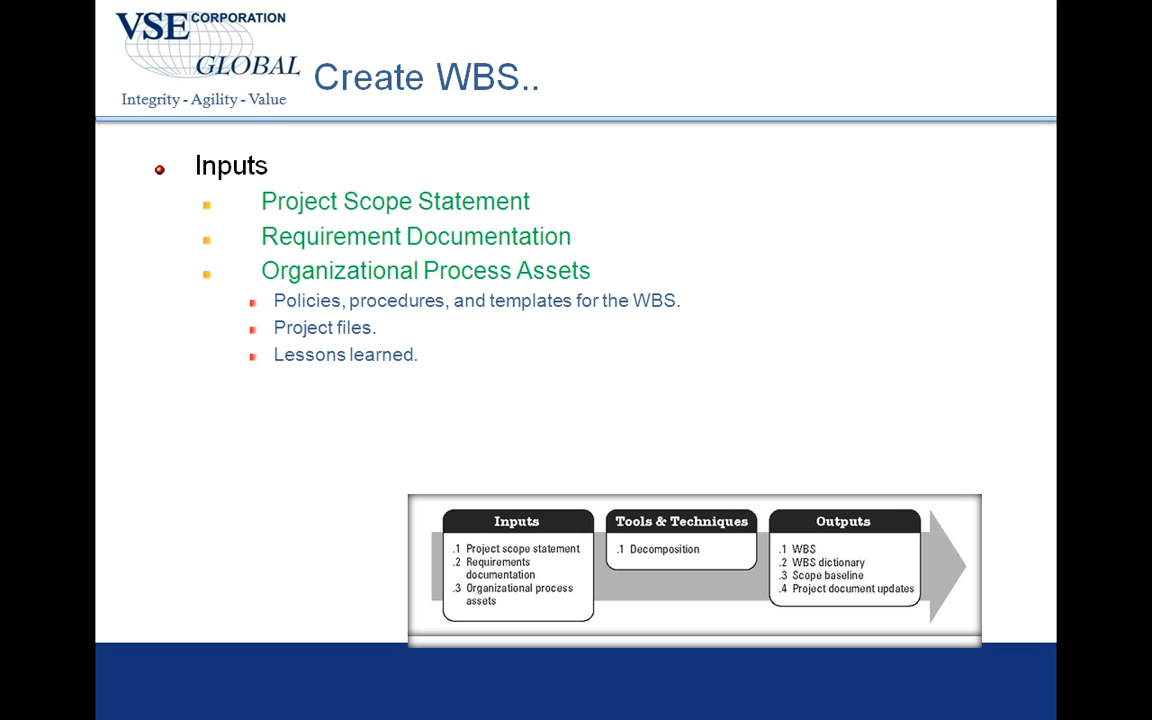 VSE CORPORATION
GLOBAL
Integrity - Agility - Value
Create WBS..
Inputs
Project Scope Statement
Requirement Documentation
Organizational Process Assets
Policies, procedures, and templates for the WBS.
Project files.
Lessons learned.
Inputs
.1 Project scope statement
.2 Requirements
documentation
.3 Organizational process
assets
Tools & Techniques
.1 Decomposition
Outputs
.1 WBS
.2 WBS dictionary
.3 Scope baseline
.4 Project document updates